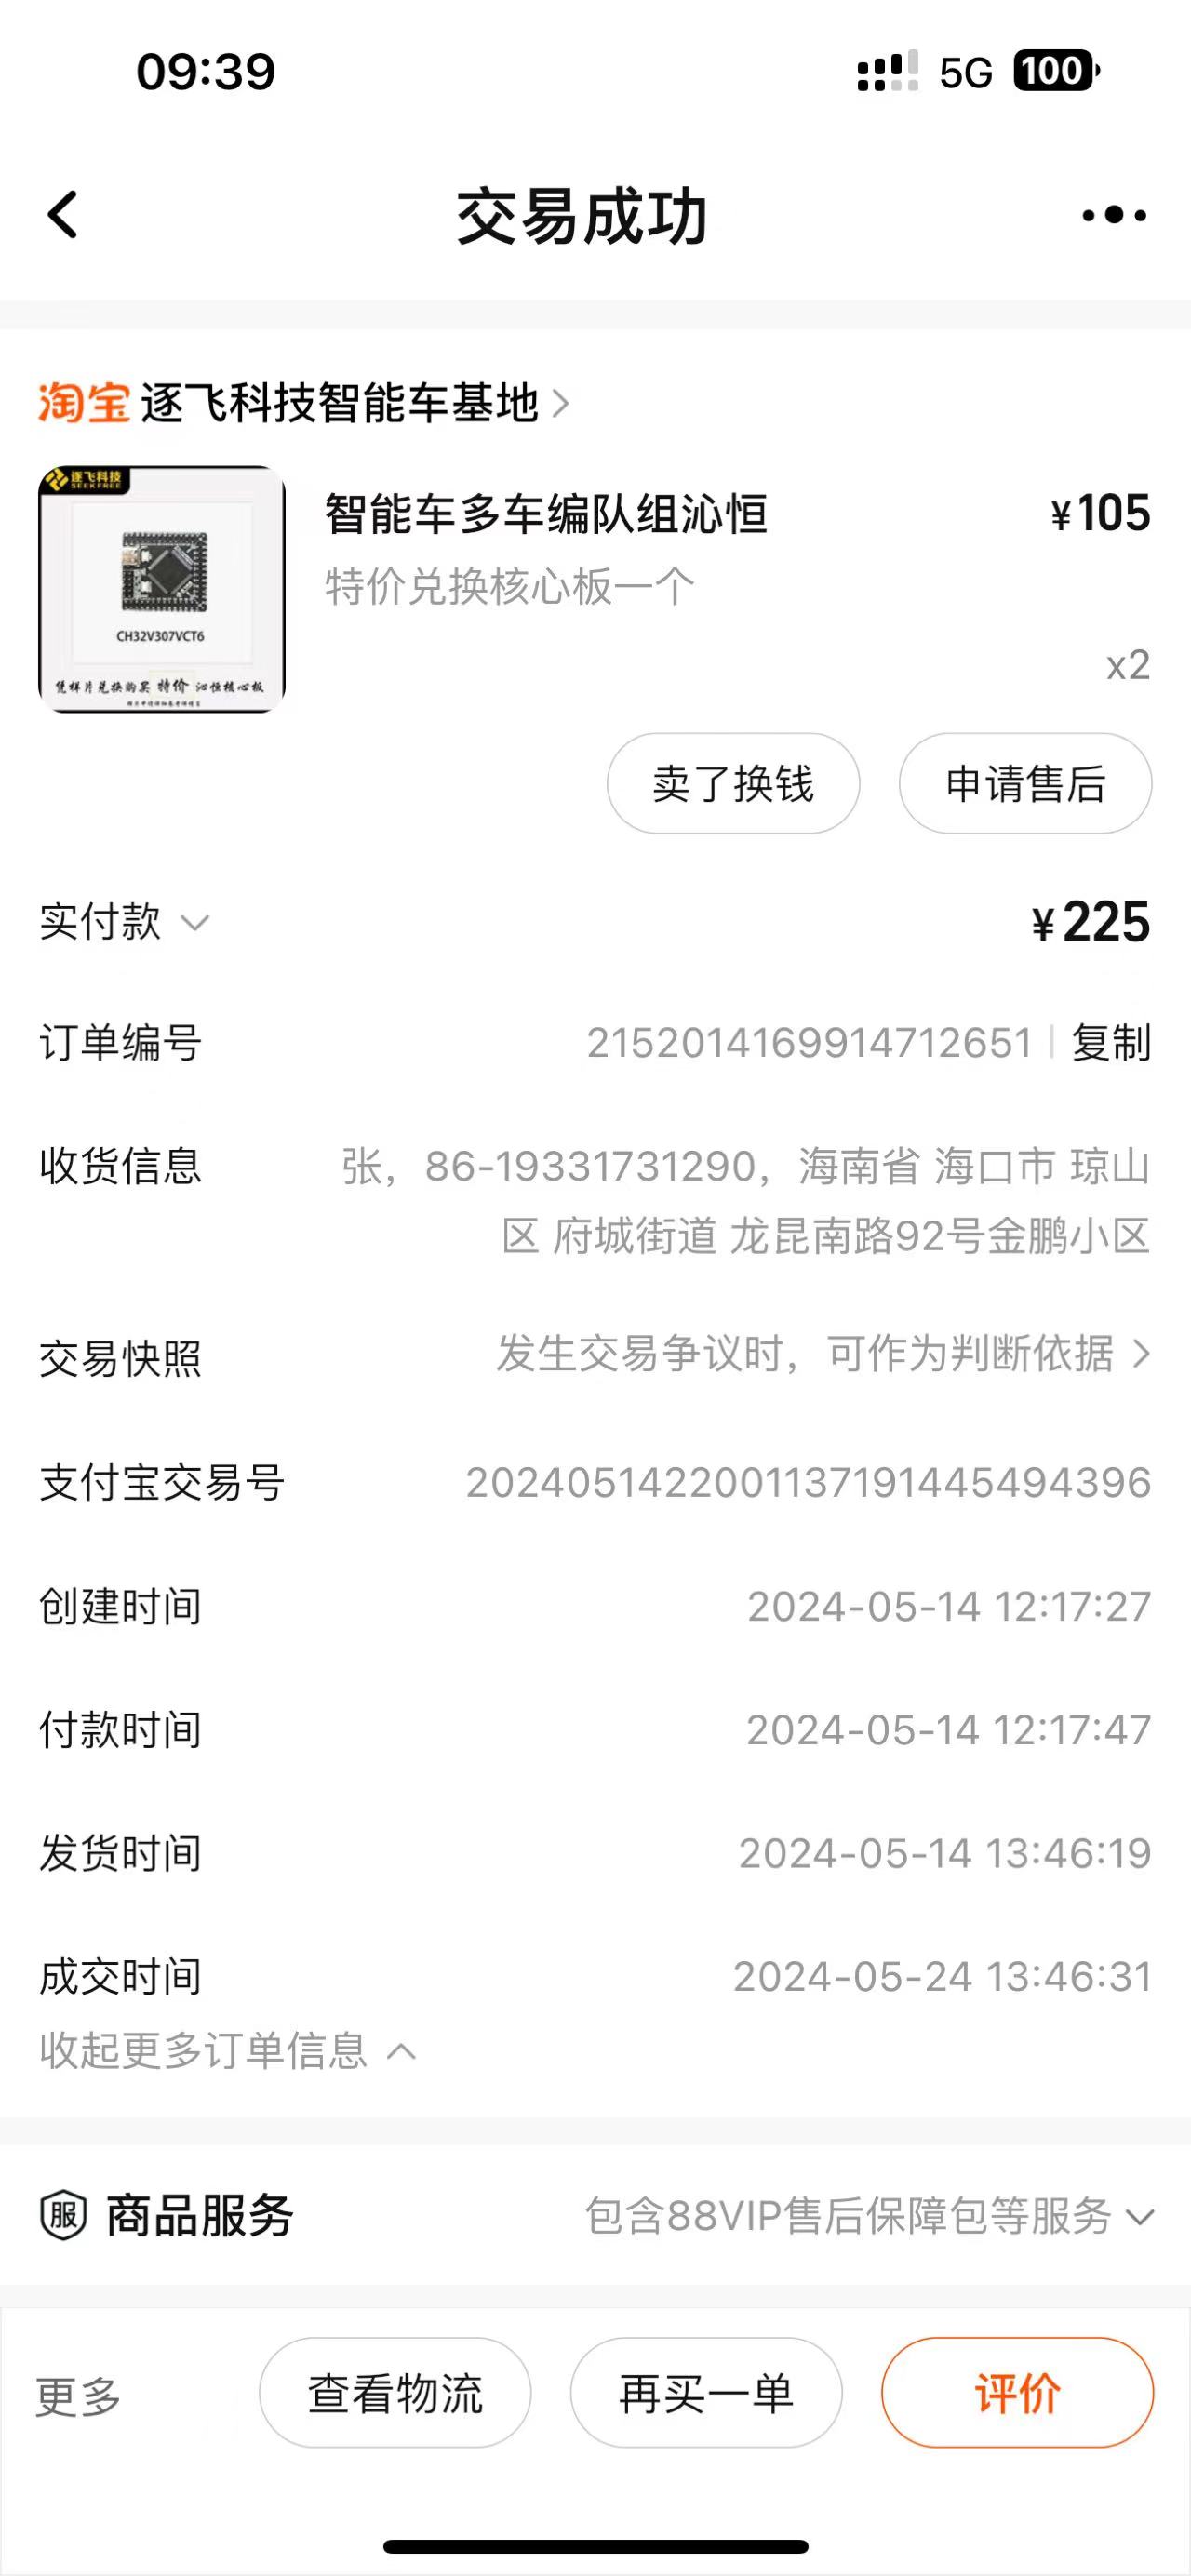 09:39
5G 100
交易成功
淘宝 逐飞科技智能车基地
逐飞科技
SEEKFREE
CH32V307VCT6
凭样片兑换购买 特价 沁恒核心板
智能车多车编队组沁恒 ¥105
特价兑换核心板一个
x2
卖了换钱 申请售后
实付款 ¥225
订单编号 2152014169914712651 复制
收货信息 张，86-19331731290，海南省 海口市 琼山
区 府城街道 龙昆南路92号金鹏小区
交易快照 发生交易争议时，可作为判断依据
支付宝交易号 2024051422001137191445494396
创建时间 2024-05-14 12:17:27
付款时间 2024-05-14 12:17:47
发货时间 2024-05-14 13:46:19
成交时间 2024-05-24 13:46:31
收起更多订单信息
服 商品服务 包含88VIP售后保障包等服务
更多 查看物流 再买一单 评价